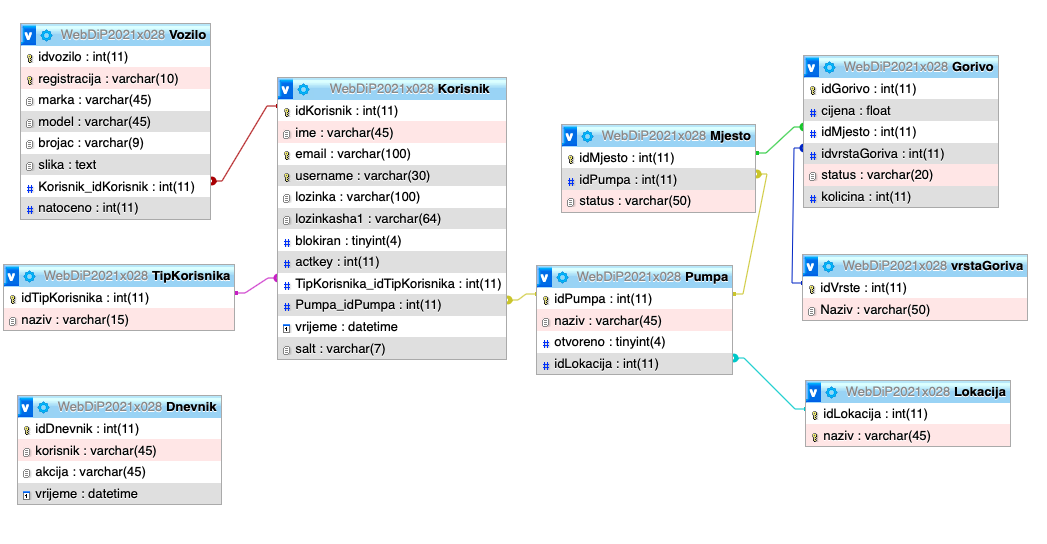 WebDiP2021x028 Vozilo
idvozilo : int(11)
registracija : varchar(10)
marka : varchar(45)
model : varchar(45)
brojac : varchar(9)
slika : text
Korisnik_idKorisnik : int(11)
natoceno : int(11)
WebDiP2021x028 TipKorisnika
idTipKorisnika : int(11)
naziv : varchar(15)
WebDiP2021x028 Dnevnik
idDnevnik : int(11)
korisnik : varchar(45)
akcija : varchar(45)
vrijeme : datetime
WebDiP2021x028 Korisnik
idKorisnik : int(11)
ime : varchar(45)
email : varchar(100)
username : varchar(30)
lozinka : varchar(100)
lozinkasha1 : varchar(64)
blokiran : tinyint(4)
actkey : int(11)
TipKorisnika_idTipKorisnika : int(11)
Pumpa_idPumpa : int(11)
vrijeme : datetime
salt : varchar(7)
WebDiP2021x028 Mjesto
idMjesto : int(11)
idPumpa : int(11)
status : varchar(50)
WebDiP2021x028 Pumpa
idPumpa : int(11)
naziv : varchar(45)
otvoreno : tinyint(4)
idLokacija : int(11)
WebDiP2021x028 Gorivo
idGorivo : int(11)
cijena : float
idMjesto : int(11)
idvrstaGoriva : int(11)
status : varchar(20)
kolicina : int(11)
WebDiP2021x028 vrstaGoriva
idVrste : int(11)
Naziv : varchar(50)
WebDiP2021x028 Lokacija
idLokacija : int(11)
naziv : varchar(45)